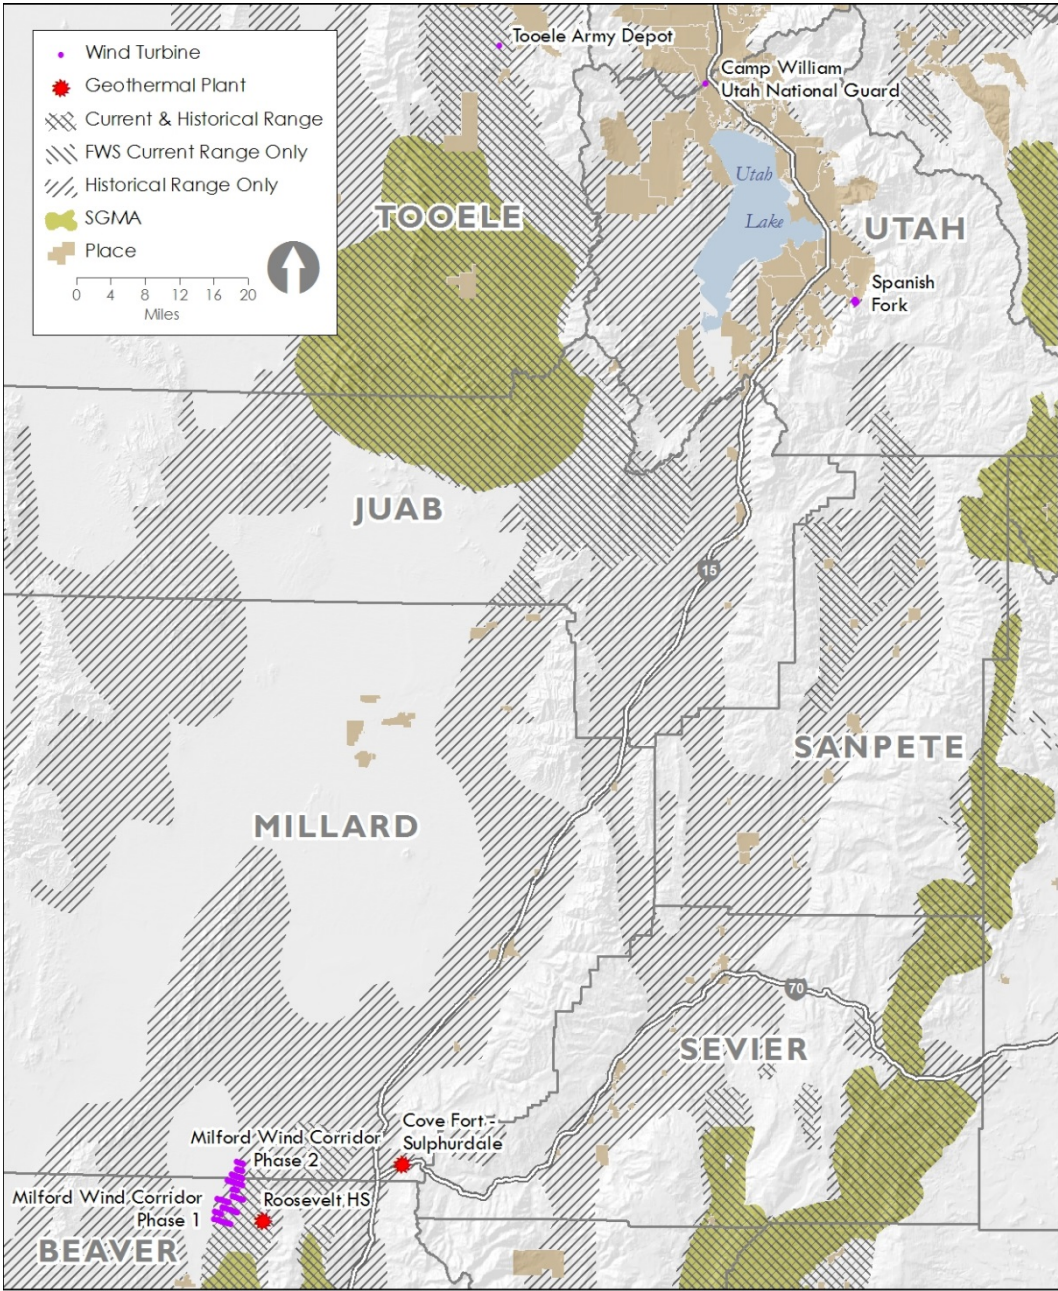 Wind Turbine
Geothermal Plant
Current & Historical Range
FWS Current Range Only
Historical Range Only
SGMA
Place
0 4 8 12 16 20
Miles
Tooele Army Depot
Camp William
Utah National Guard
Utah
Lake
TOOELE
UTAH
Spanish
Fork
JUAB
15
SANPETE
MILLARD
70
SEVIER
Cove Fort -
Sulphurdale
Milford Wind Corridor
Phase 2
Milford Wind Corridor
Phase 1
Roosevelt HS
BEAVER